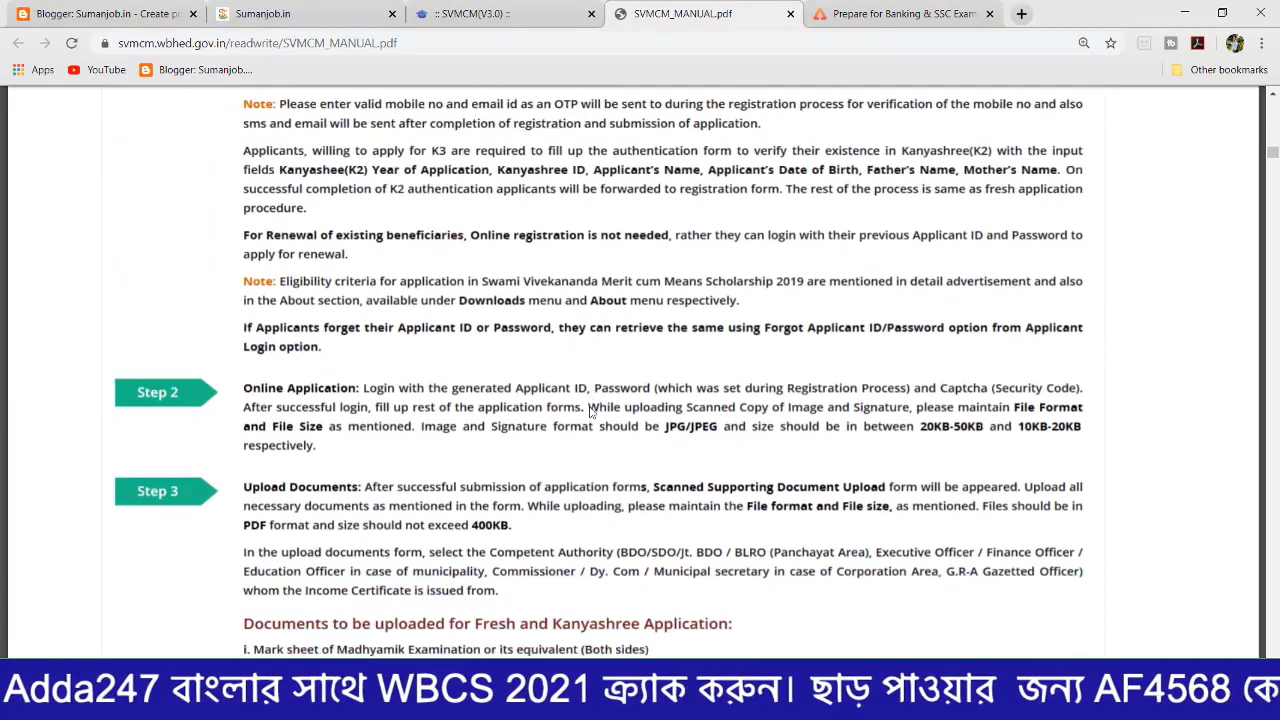 Blogger: Sumanjob.in - Create po
Sumanjob.in
:: SVMCM(V3.0) ::
SVMCM_MANUAL.pdf
Prepare for Banking & SSC Exam
svmcm.wbhed.gov.in/readwrite/SVMCM_MANUAL.pdf
Apps
YouTube
Blogger: Sumanjob....
Other bookmarks
Note: Please enter valid mobile no and email id as an OTP will be sent to during the registration process for verification of the mobile no and also
sms and email will be sent after completion of registration and submission of application.
Applicants, willing to apply for K3 are required to fill up the authentication form to verify their existence in Kanyashree(K2) with the input
fields Kanyashee(K2) Year of Application, Kanyashree ID, Applicant's Name, Applicant's Date of Birth, Father's Name, Mother's Name. On
successful completion of K2 authentication applicants will be forwarded to registration form. The rest of the process is same as fresh application
procedure.
For Renewal of existing beneficiaries, Online registration is not needed, rather they can login with their previous Applicant ID and Password to
apply for renewal.
Note: Eligibility criteria for application in Swami Vivekananda Merit cum Means Scholarship 2019 are mentioned in detail advertisement and also
in the About section, available under Downloads menu and About menu respectively.
If Applicants forget their Applicant ID or Password, they can retrieve the same using Forgot Applicant ID/Password option from Applicant
Login option.
Step 2
Online Application: Login with the generated Applicant ID, Password (which was set during Registration Process) and Captcha (Security Code).
After successful login, fill up rest of the application forms. While uploading Scanned Copy of Image and Signature, please maintain File Format
and File Size as mentioned. Image and Signature format should be JPG/JPEG and size should be in between 20KB-50KB and 10KB-20KB
respectively.
Step 3
Upload Documents: After successful submission of application forms, Scanned Supporting Document Upload form will be appeared. Upload all
necessary documents as mentioned in the form. While uploading, please maintain the File format and File size, as mentioned. Files should be in
PDF format and size should not exceed 400KB.
In the upload documents form, select the Competent Authority (BDO/SDO/Jt. BDO / BLRO (Panchayat Area), Executive Officer / Finance Officer /
Education Officer in case of municipality, Commissioner / Dy. Com / Municipal secretary in case of Corporation Area, G.R-A Gazetted Officer)
whom the Income Certificate is issued from.
Documents to be uploaded for Fresh and Kanyashree Application:
i. Mark sheet of Madhyamik Examination or its equivalent (Both sides)
Adda247 বাংলার সাথে WBCS 2021 ক্র্যাক করুন। ছাড় পাওয়ার জন্য AF4568 কো